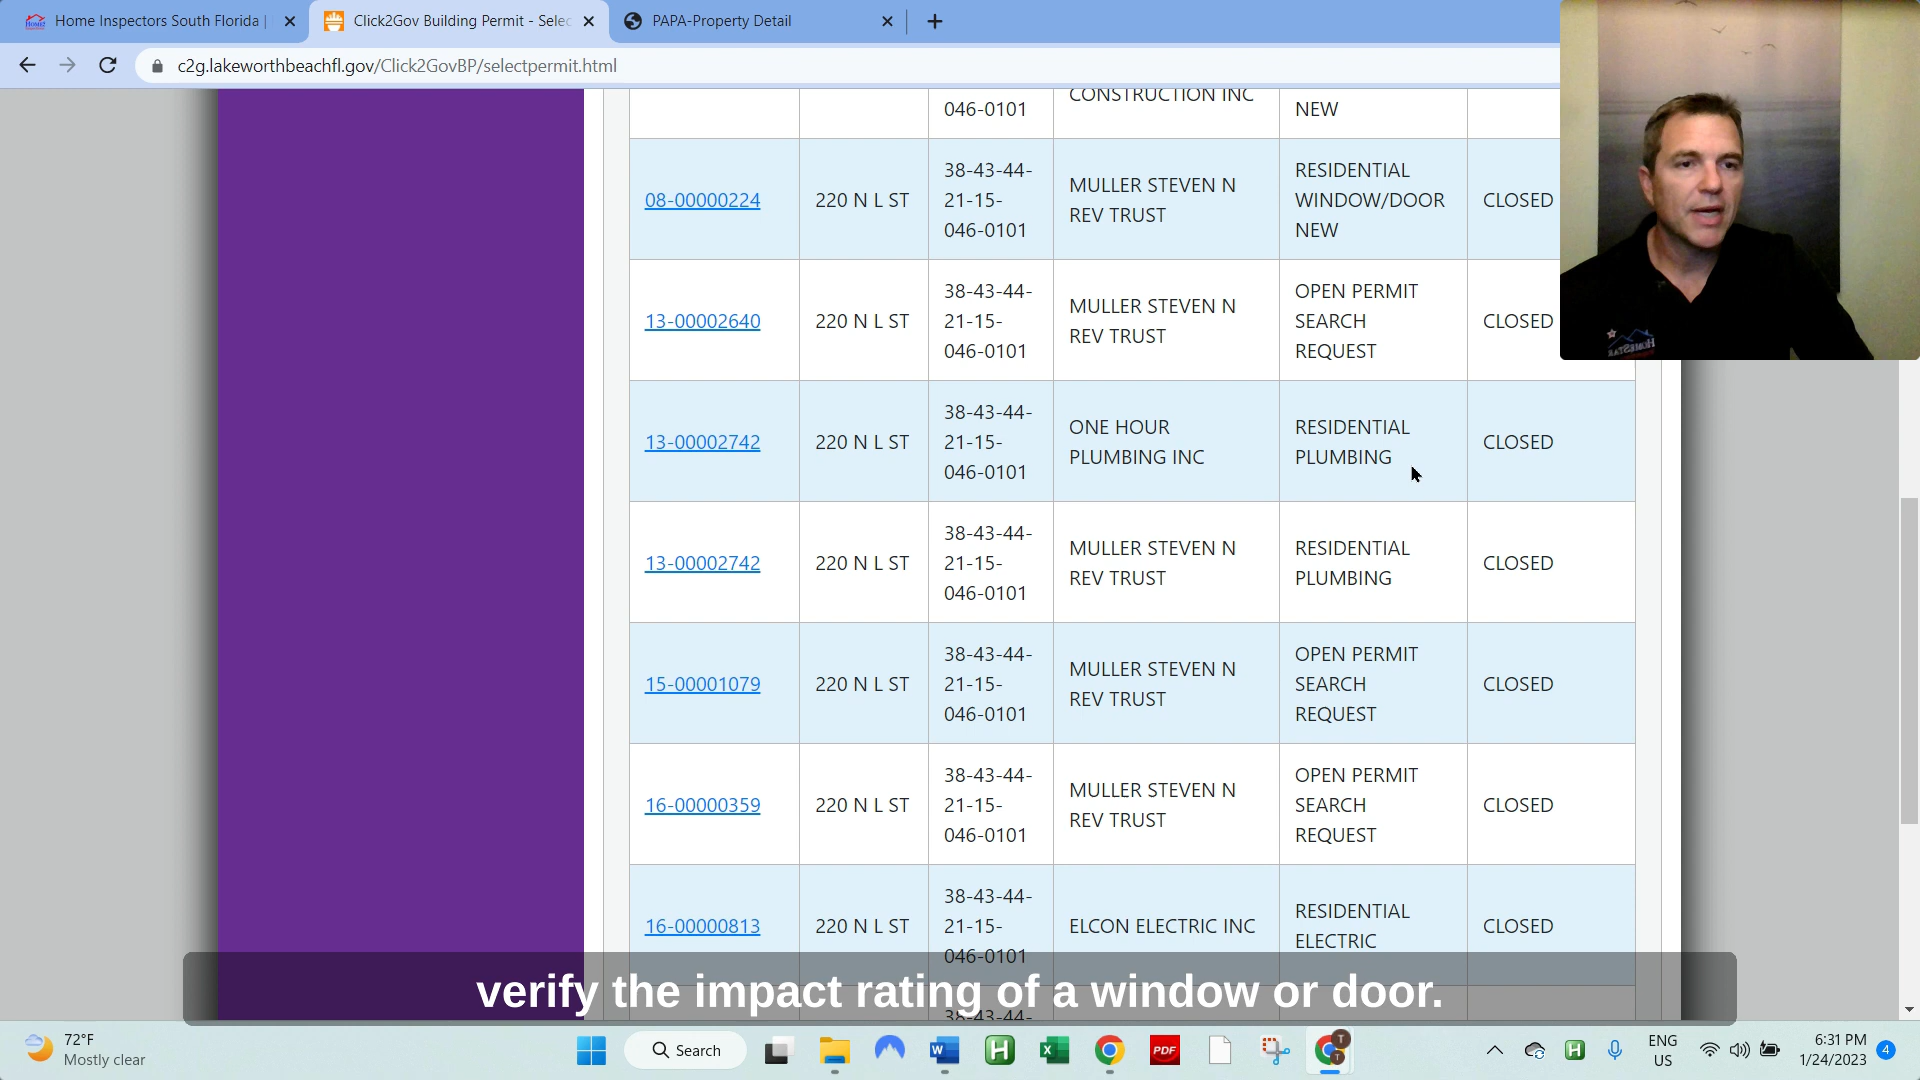 Home Inspectors South Florida |
Click2Gov Building Permit - Selec
PAPA-Property Detail
c2g.lakeworthbeachfl.gov/Click2GovBP/selectpermit.html
046-0101
CONSTRUCTION INC
NEW
08-00000224
220 N L ST
38-43-44-
21-15-
046-0101
MULLER STEVEN N
REV TRUST
RESIDENTIAL
WINDOW/DOOR
NEW
CLOSED
13-00002640
220 N L ST
38-43-44-
21-15-
046-0101
MULLER STEVEN N
REV TRUST
OPEN PERMIT
SEARCH
REQUEST
CLOSED
13-00002742
220 N L ST
38-43-44-
21-15-
046-0101
ONE HOUR
PLUMBING INC
RESIDENTIAL
PLUMBING
CLOSED
13-00002742
220 N L ST
38-43-44-
21-15-
046-0101
MULLER STEVEN N
REV TRUST
RESIDENTIAL
PLUMBING
CLOSED
15-00001079
220 N L ST
38-43-44-
21-15-
046-0101
MULLER STEVEN N
REV TRUST
OPEN PERMIT
SEARCH
REQUEST
CLOSED
16-00000359
220 N L ST
38-43-44-
21-15-
046-0101
MULLER STEVEN N
REV TRUST
OPEN PERMIT
SEARCH
REQUEST
CLOSED
16-00000813
220 N L ST
38-43-44-
21-15-
046-0101
ELCON ELECTRIC INC
RESIDENTIAL
ELECTRIC
CLOSED
38-43-44-
verify the impact rating of a window or door.
72°F
Mostly clear
Search
PDF
ENG
US
6:31 PM
1/24/2023
4
HOMESTAR